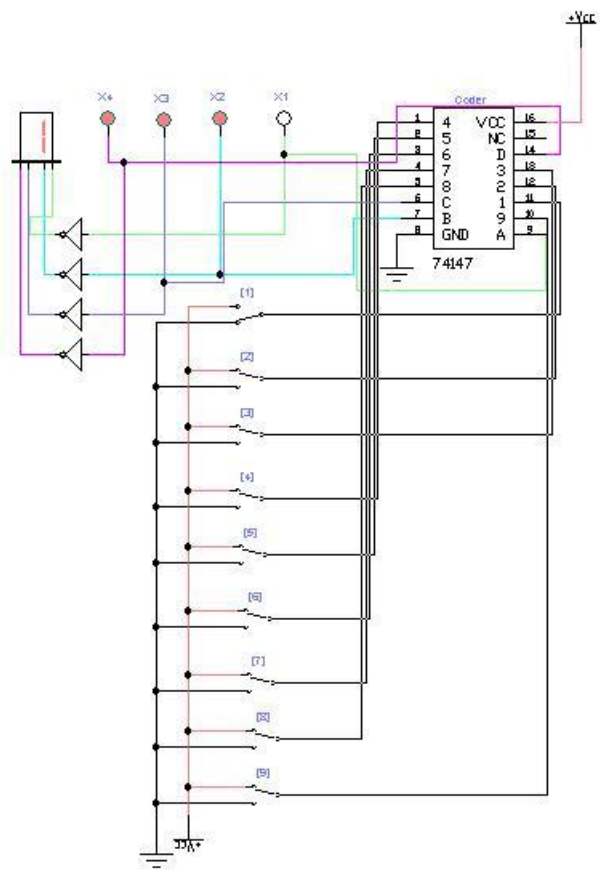 +Vcc
X4 X3 X2 X1
Coder
1 4 VCC 16
2 5 NC 15
3 6 D 14
4 7 3 13
5 8 2 12
6 C 1 11
7 B 9 10
8 GND A 9
74147
[1]
[2]
[3]
[4]
[5]
[6]
[7]
[8]
[9]
+Vcc